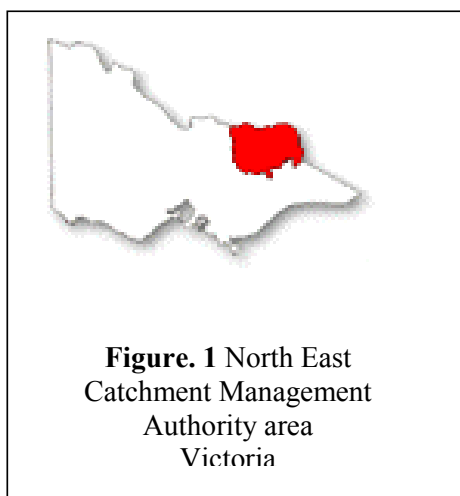 Figure. 1 North East
Catchment Management
Authority area
Victoria